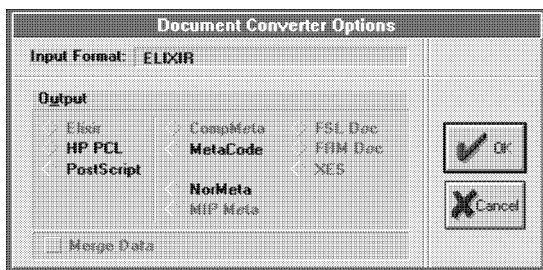 Document Converter Options
Input Format: ELIXIR
Output
Elixir CompMeta FSL Doc
HP PCL MetaCode FRM Doc
PostScript XES
NorMeta
MIP Meta
Merge Data
OK
Cancel